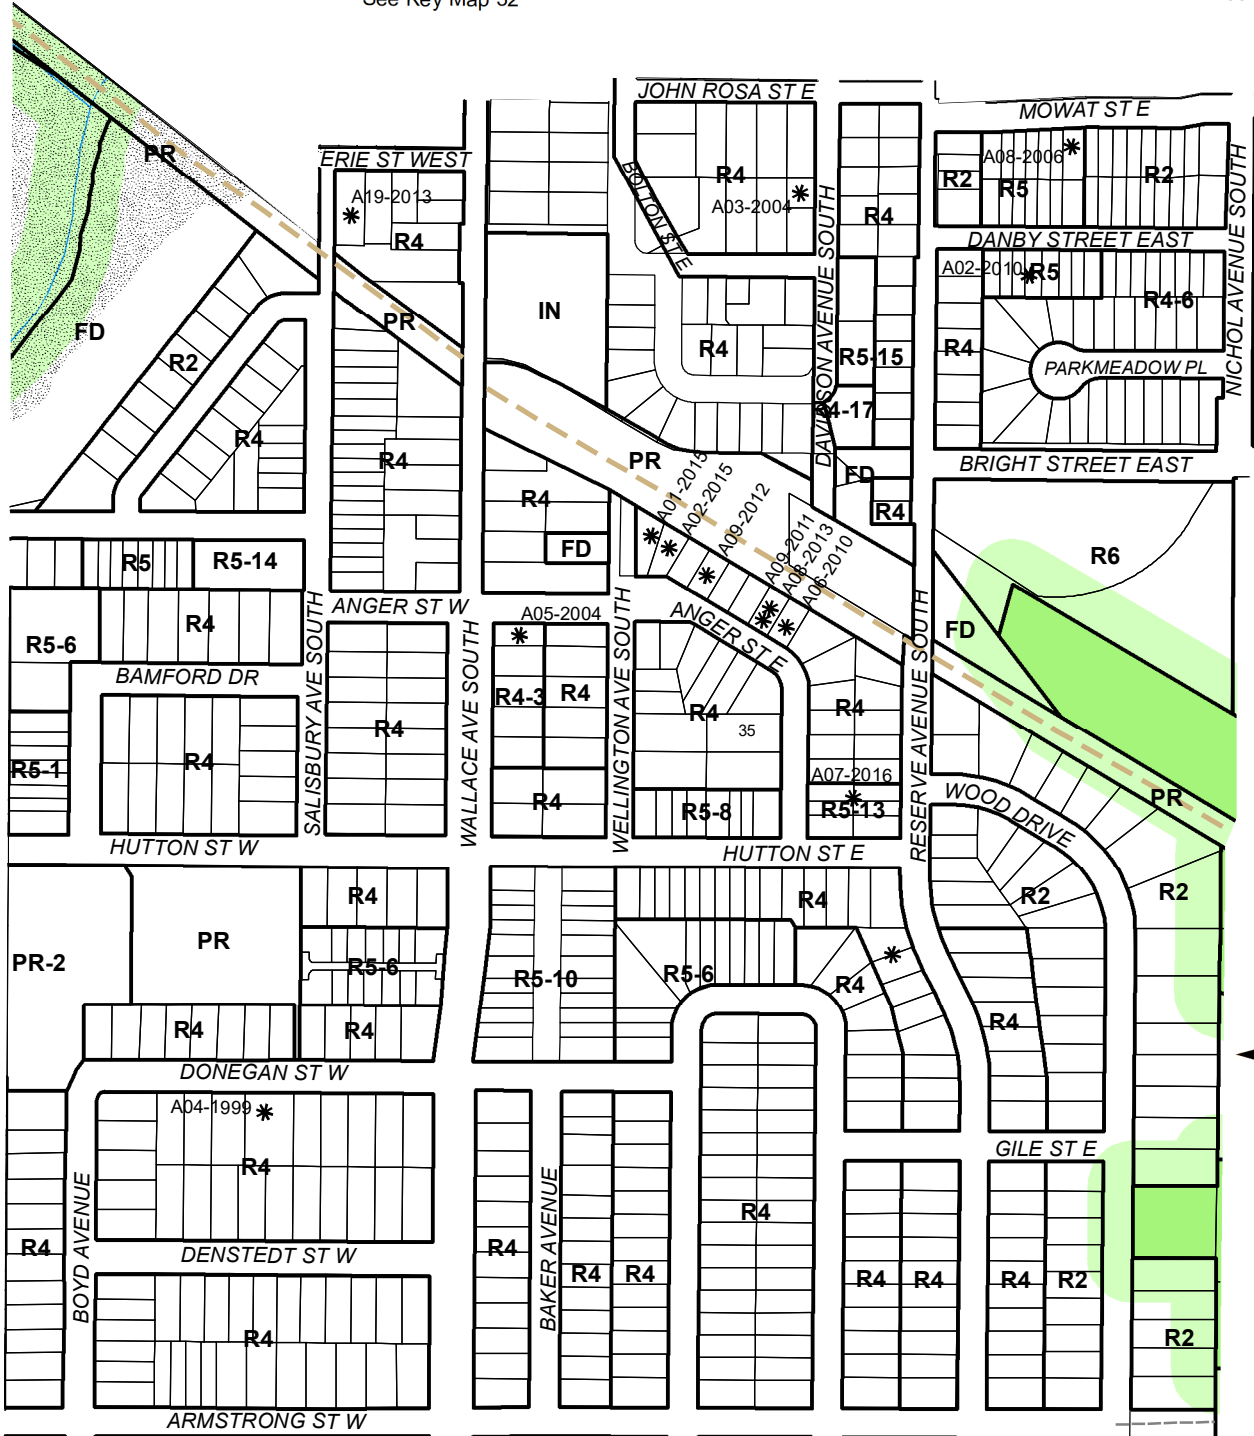 See Key Map 52
JOHN ROSA ST E
MOWAT ST E
ERIE ST WEST
PR
A19-2013
R4
BOLTON ST E
R4
A03-2004
DAVIDSON AVENUE SOUTH
R4
A08-2006
R2
R5
R2
NICHOL AVENUE SOUTH
DANBY STREET EAST
A02-2010
R5
R4-6
FD
R2
PR
IN
R4
R5-15
R4
PARKMEADOW PL
R4
R4
PR
FD
BRIGHT STREET EAST
R4
R4
A01-2015
A02-2015
A09-2012
A09-2011
A08-2013
A06-2010
R5
R5-14
FD
R6
R5-6
R4
SALISBURY AVE SOUTH
ANGER ST W
A05-2004
WELLINGTON AVE SOUTH
ANGER ST E
RESERVE AVENUE SOUTH
FD
BAMFORD DR
WALLACE AVE SOUTH
R4-3
R4
R4
R4
R4
35
R5-1
R4
A07-2016
R4
R5-8
R5-13
WOOD DRIVE
PR
HUTTON ST W
HUTTON ST E
R4
R4
R2
R2
PR-2
PR
R5-6
R5-10
R5-6
R4
R4
R4
R4
DONEGAN ST W
A04-1999
R4
GILE ST E
BOYD AVENUE
BAKER AVENUE
R4
R4
DENSTEDT ST W
R4
R4
R4
R4
R4
R4
R2
R4
R2
ARMSTRONG ST W